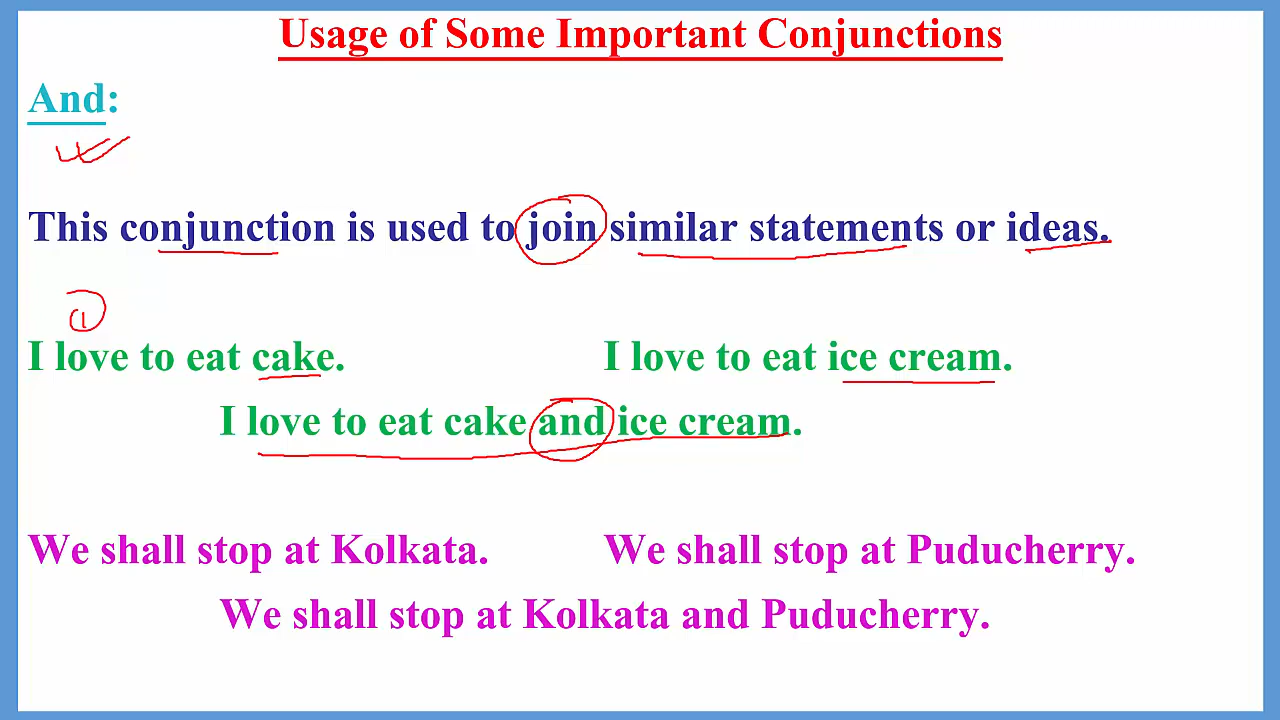 Usage of Some Important Conjunctions
And:
This conjunction is used to join similar statements or ideas.
1
I love to eat cake. I love to eat ice cream.
I love to eat cake and ice cream.
We shall stop at Kolkata. We shall stop at Puducherry.
We shall stop at Kolkata and Puducherry.